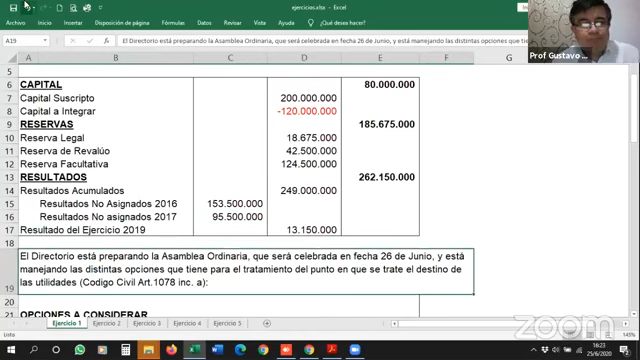 ejercicios.xlsx - Excel
Archivo Inicio Insertar Disposición de página Fórmulas Datos Revisar Vista Ayuda ¿Qué desea hacer?
A19 El Directorio está preparando la Asamblea Ordinaria, que será celebrada en fecha 26 de Junio, y está manejando las distintas opciones que tiene
Prof Gustavo
A B C D E F G
5
6 CAPITAL 80.000.000
7 Capital Suscripto 200.000.000
8 Capital a Integrar -120.000.000
9 RESERVAS 185.675.000
10 Reserva Legal 18.675.000
11 Reserva de Revalúo 42.500.000
12 Reserva Facultativa 124.500.000
13 RESULTADOS 262.150.000
14 Resultados Acumulados 249.000.000
15 Resultados No Asignados 2016 153.500.000
16 Resultados No asignados 2017 95.500.000
17 Resultado del Ejercicio 2019 13.150.000
18
El Directorio está preparando la Asamblea Ordinaria, que será celebrada en fecha 26 de Junio, y está
manejando las distintas opciones que tiene para el tratamiento del punto en que se trate el destino de
19 las utilidades (Codigo Civil Art.1078 inc. a):
20
21 OPCIONES A CONSIDERAR
Ejercicio 1 Ejercicio 2 Ejercicio 3 Ejercicio 4 Ejercicio 5
Listo
145%
zoom
16:23
25/6/2020